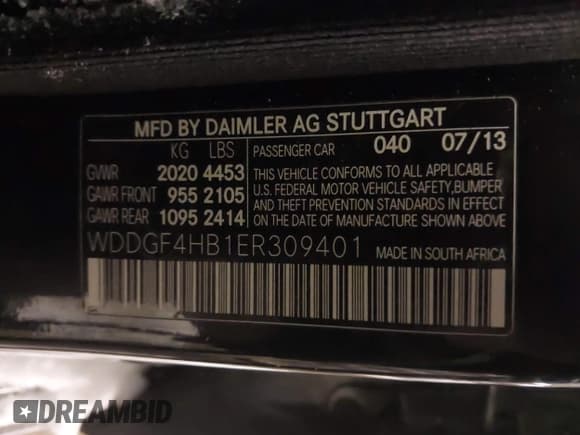 MFD BY DAIMLER AG STUTTGART
KG LBS PASSENGER CAR 040 07/13
GVWR 2020 4453
GAWR FRONT 955 2105
GAWR REAR 1095 2414
THIS VEHICLE CONFORMS TO APPLICABLE
U.S. FEDERAL MOTOR VEHICLE SAFETY,BUMPER
AND THEFT PREVENTION STANDARDS IN EFFECT
ON THE DATE OF MANUFACTURE SHOWN ABOVE
WDDGF4HB1ER309401 MADE IN SOUTH AFRICA
DREAMBID